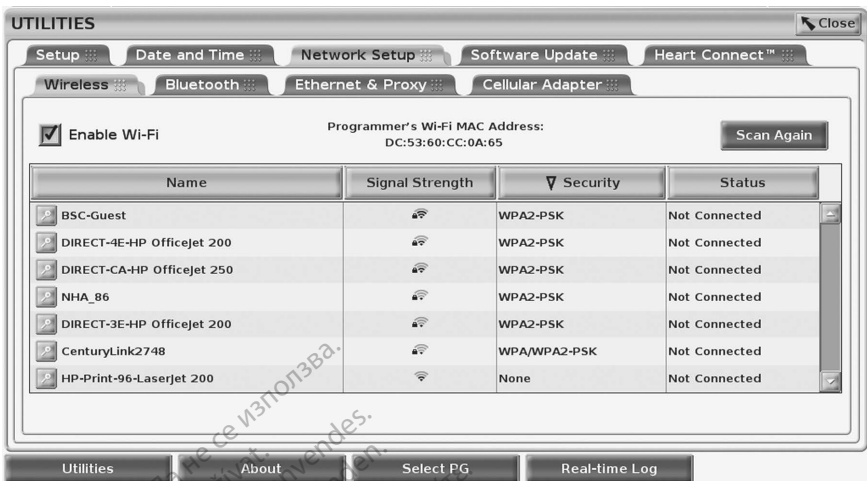 UTILITIES
Close
Setup
Date and Time
Network Setup
Software Update
Heart Connect™
Wireless
Bluetooth
Ethernet & Proxy
Cellular Adapter
Enable Wi-Fi
Programmer's Wi-Fi MAC Address:
DC:53:60:CC:0A:65
Scan Again
Name Signal Strength ∇ Security Status
BSC-Guest WPA2-PSK Not Connected
DIRECT-4E-HP OfficeJet 200 WPA2-PSK Not Connected
DIRECT-CA-HP OfficeJet 250 WPA2-PSK Not Connected
NHA_86 WPA2-PSK Not Connected
DIRECT-3E-HP OfficeJet 200 WPA2-PSK Not Connected
CenturyLink2748 WPA/WPA2-PSK Not Connected
HP-Print-96-LaserJet 200 None Not Connected
да не се използва.
Utilities
About
Select PG
Real-time Log